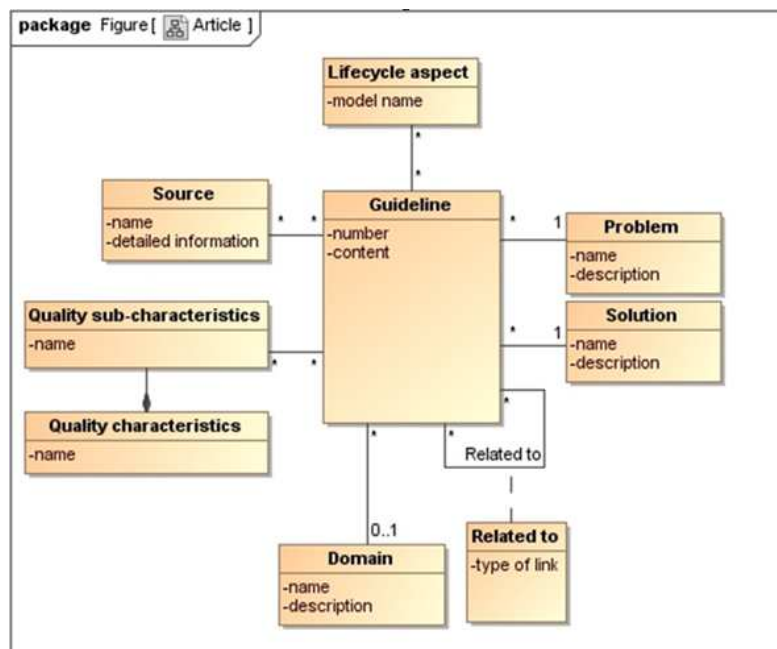 package Figure [ Article ]
Lifecycle aspect
-model name
*
*
Source
-name
-detailed information
*
*
Guideline
-number
-content
*
1
Problem
-name
-description
Quality sub-characteristics
-name
*
*
*
1
Solution
-name
-description
Quality characteristics
-name
*
*
*
Related to
0..1
Domain
-name
-description
Related to
-type of link